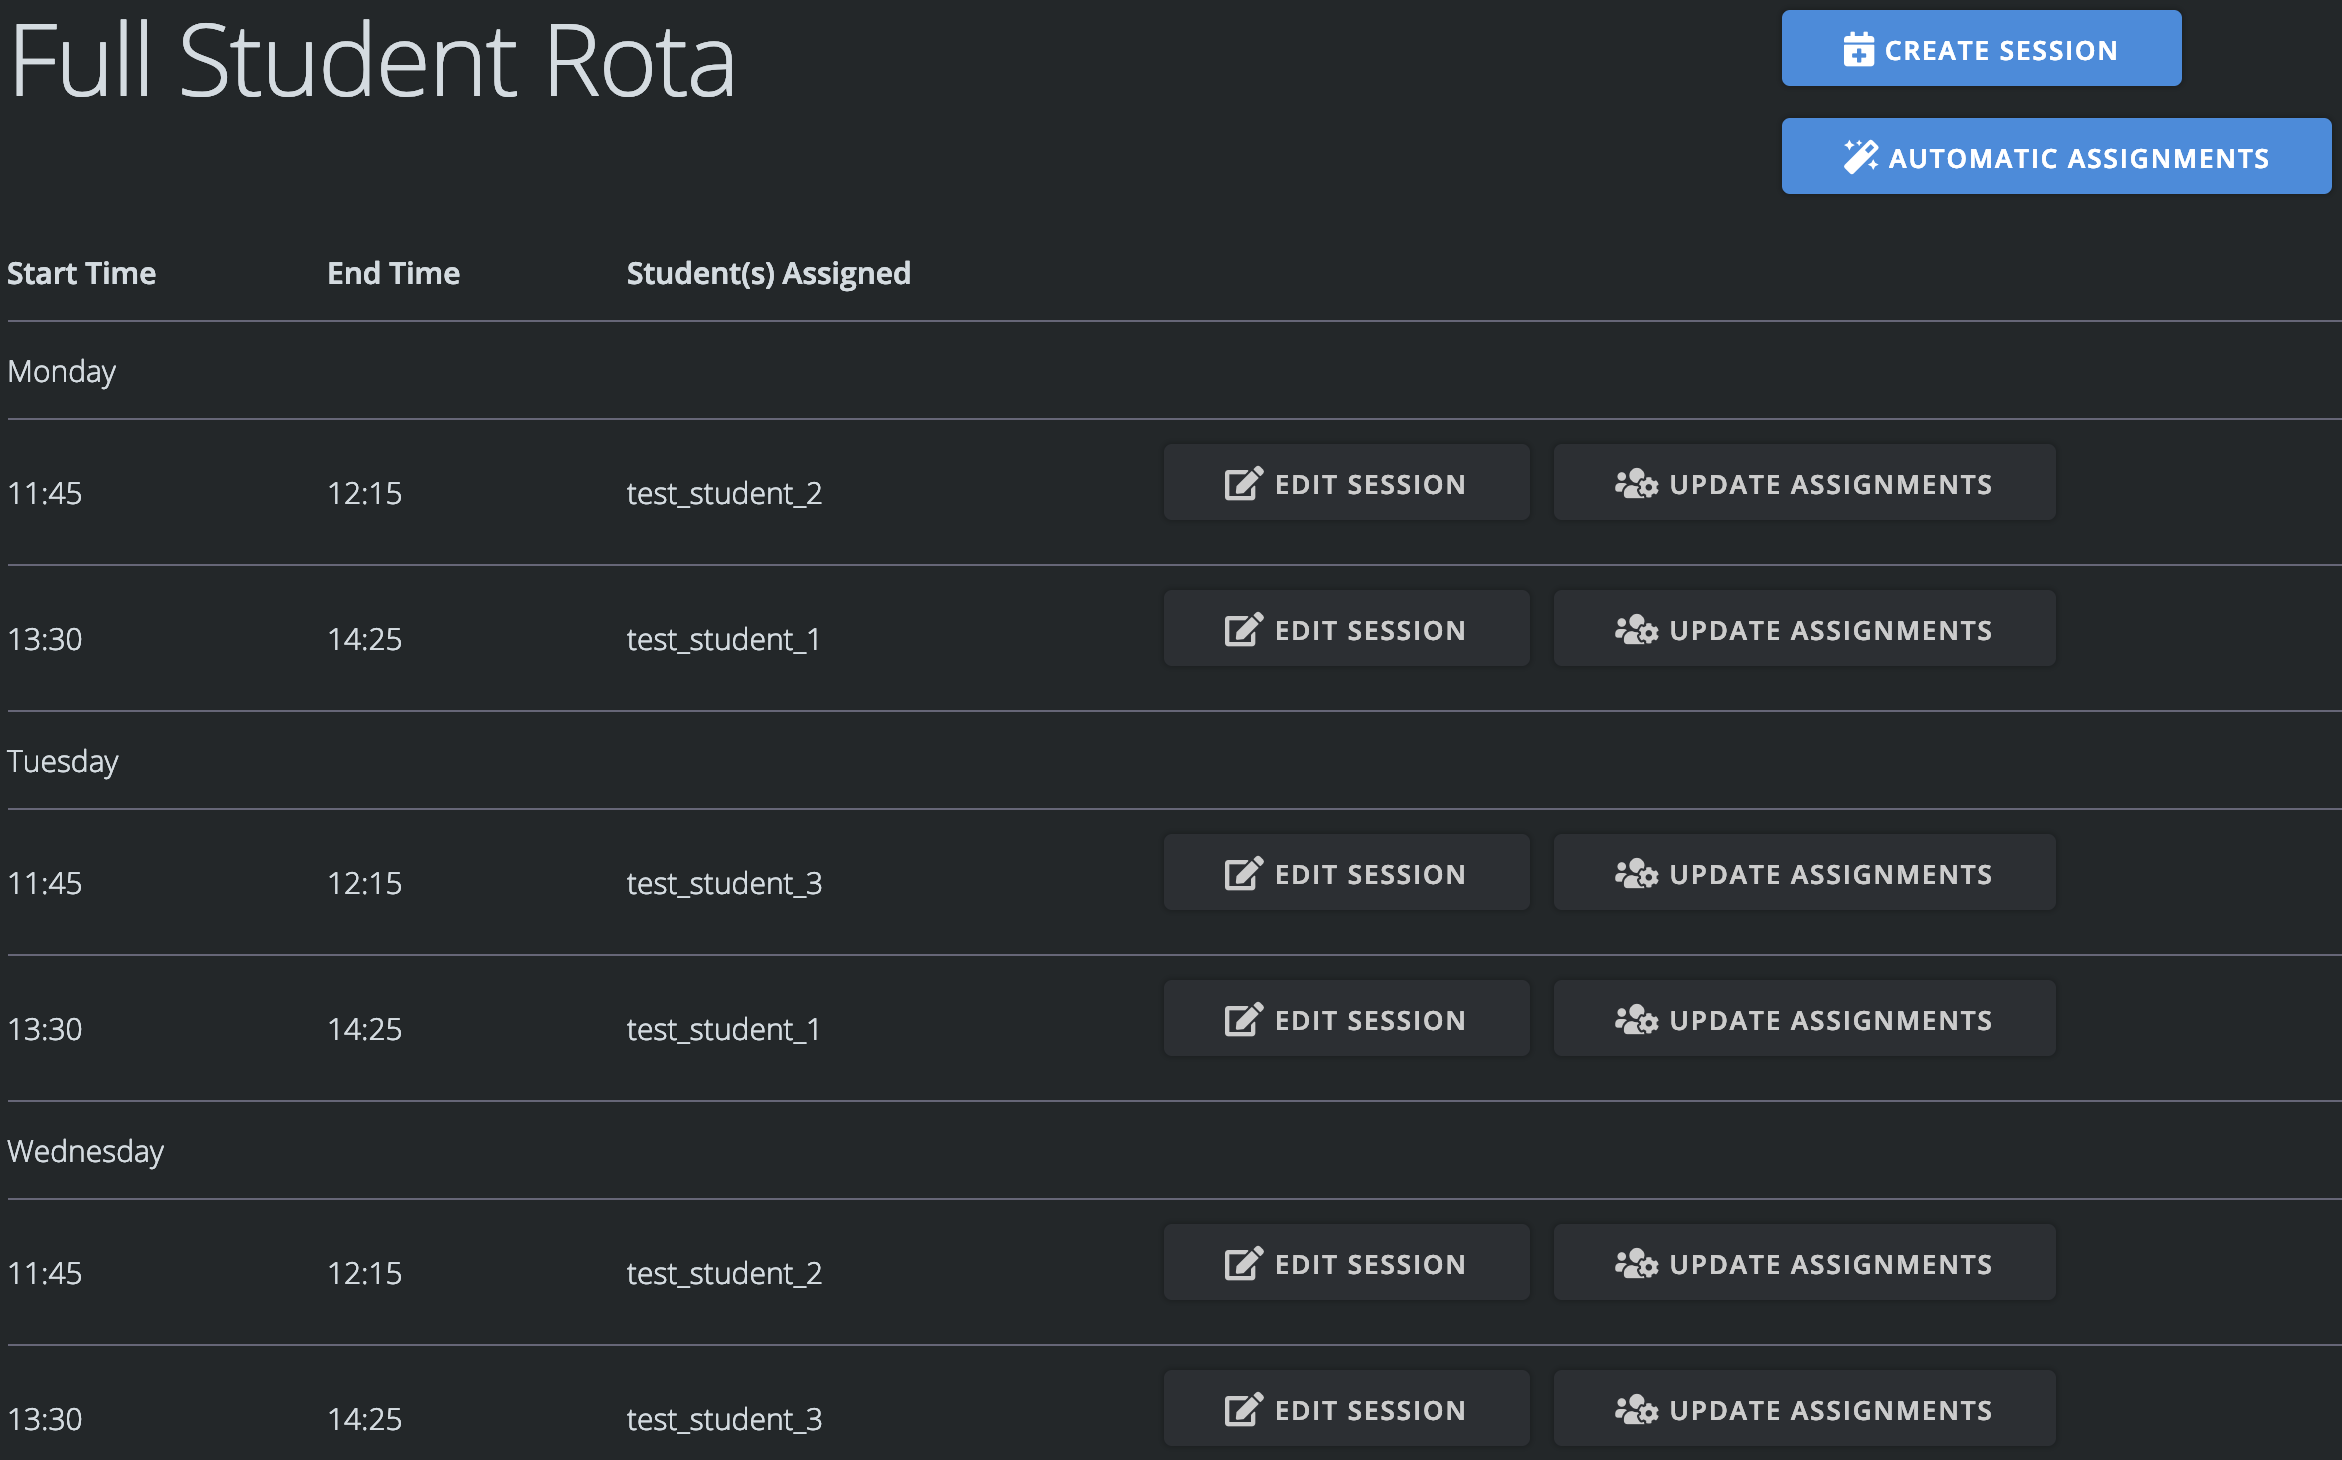 Full Student Rota
CREATE SESSION
AUTOMATIC ASSIGNMENTS
Start Time End Time Student(s) Assigned
Monday
11:45 12:15 test_student_2 EDIT SESSION UPDATE ASSIGNMENTS
13:30 14:25 test_student_1 EDIT SESSION UPDATE ASSIGNMENTS
Tuesday
11:45 12:15 test_student_3 EDIT SESSION UPDATE ASSIGNMENTS
13:30 14:25 test_student_1 EDIT SESSION UPDATE ASSIGNMENTS
Wednesday
11:45 12:15 test_student_2 EDIT SESSION UPDATE ASSIGNMENTS
13:30 14:25 test_student_3 EDIT SESSION UPDATE ASSIGNMENTS